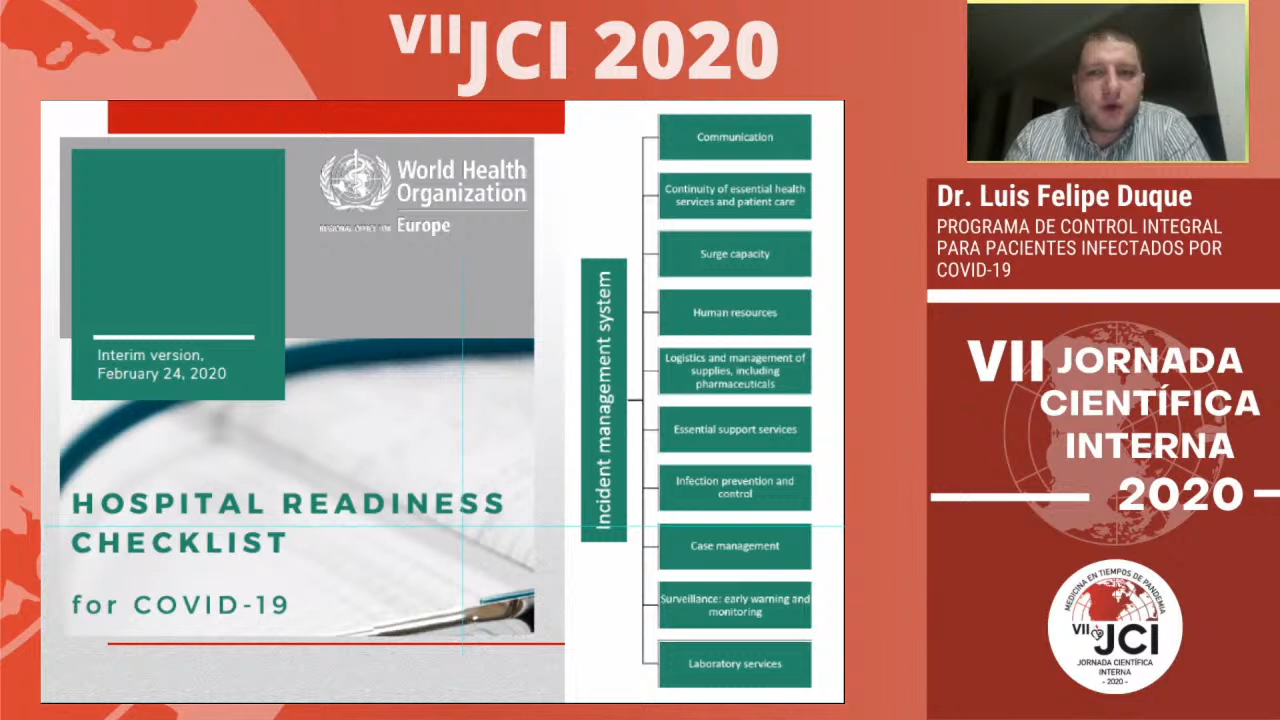 VII JCI 2020
World Health
Organization
REGIONAL OFFICE FOR Europe
Interim version,
February 24, 2020
HOSPITAL READINESS
CHECKLIST
for COVID-19
Incident management system
Communication
Continuity of essential health
services and patient care
Surge capacity
Human resources
Logistics and management of
supplies, including
pharmaceuticals
Essential support services
Infection prevention and
control
Case management
Surveillance: early warning and
monitoring
Laboratory services
Dr. Luis Felipe Duque
PROGRAMA DE CONTROL INTEGRAL
PARA PACIENTES INFECTADOS POR
COVID-19
VII JORNADA
CIENTÍFICA
INTERNA
2020
MEDICINA EN TIEMPOS DE PANDEMIA
VII JCI
JORNADA CIENTÍFICA
INTERNA
- 2020 -